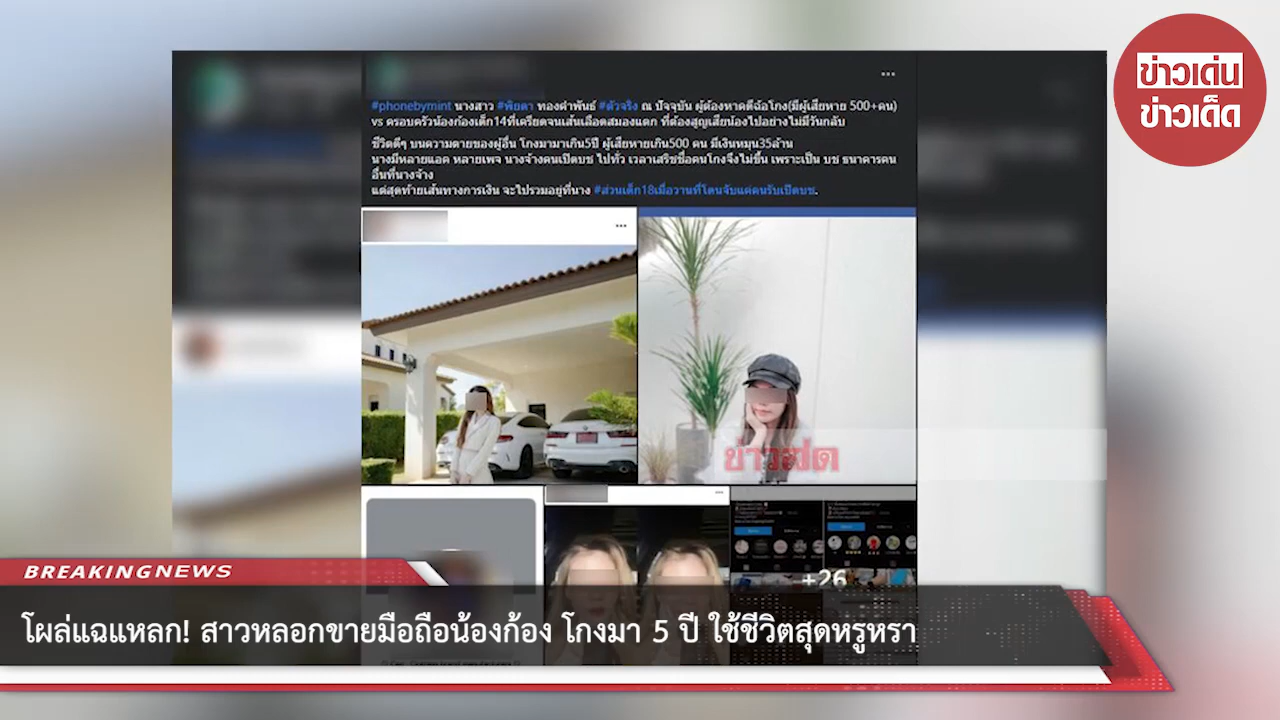 ข่าวเด่น
ข่าวเด็ด
#phonebymint นางสาว #พิยดา ทองคำพันธ์ #ตัวจริง ณ ปัจจุบัน ผู้ต้องหาคดีฉ้อโกง(มีผู้เสียหาย 500+คน)
vs ครอบครัวน้องก้องเด็ก14ที่เครียดจนเส้นเลือดสมองแตก ที่ต้องสูญเสียน้องไปอย่างไม่มีวันกลับ
ชีวิตดีๆ บนความตายของผู้อื่น โกงมามาเกิน5ปี ผู้เสียหายเกิน500 คน มีเงินหมุน35ล้าน
นางมีหลายแอค หลายเพจ นางจ้างคนเปิดบช ไปทั่ว เวลาเสริชชื่อคนโกงจึงไม่ขึ้น เพราะเป็น บช ธนาคารคน
อื่นที่นางจ้าง
แต่สุดท้ายเส้นทางการเงิน จะไปรวมอยู่ที่นาง #ส่วนเด็ก18เมื่อวานที่โดนจับแค่คนรับเปิดบช.
ข่าวสด
+26
BREAKINGNEWS
โผล่แฉแหลก! สาวหลอกขายมือถือน้องก้อง โกงมา 5 ปี ใช้ชีวิตสุดหรูหรา